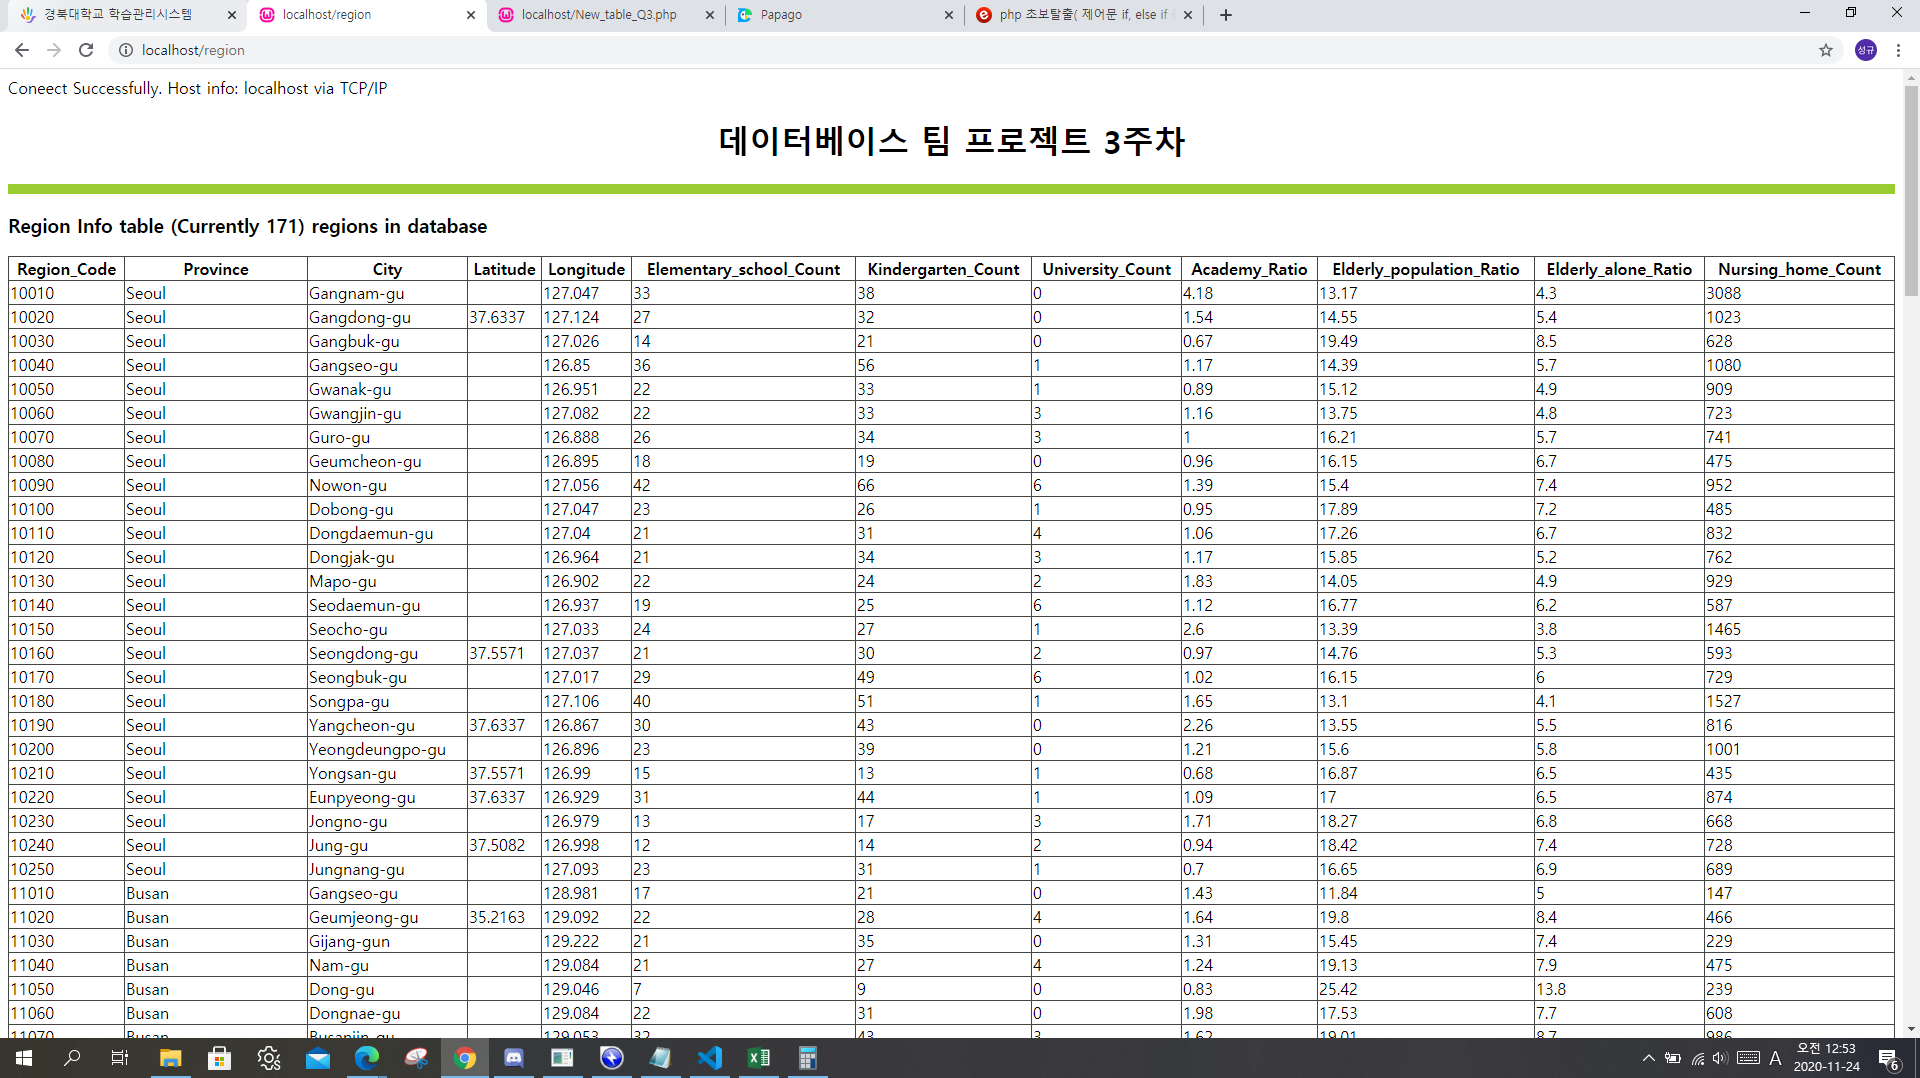 경북대학교 학습관리시스템
localhost/region
localhost/New_table_Q3.php
Papago
php 초보탈출( 제어문 if, else if
localhost/region
성규
Coneect Successfully. Host info: localhost via TCP/IP
데이터베이스 팀 프로젝트 3주차
Region Info table (Currently 171) regions in database
Region_Code Province City Latitude Longitude Elementary_school_Count Kindergarten_Count University_Count Academy_Ratio Elderly_population_Ratio Elderly_alone_Ratio Nursing_home_Count
10010 Seoul Gangnam-gu 127.047 33 38 0 4.18 13.17 4.3 3088
10020 Seoul Gangdong-gu 37.6337 127.124 27 32 0 1.54 14.55 5.4 1023
10030 Seoul Gangbuk-gu 127.026 14 21 0 0.67 19.49 8.5 628
10040 Seoul Gangseo-gu 126.85 36 56 1 1.17 14.39 5.7 1080
10050 Seoul Gwanak-gu 126.951 22 33 1 0.89 15.12 4.9 909
10060 Seoul Gwangjin-gu 127.082 22 33 3 1.16 13.75 4.8 723
10070 Seoul Guro-gu 126.888 26 34 3 1 16.21 5.7 741
10080 Seoul Geumcheon-gu 126.895 18 19 0 0.96 16.15 6.7 475
10090 Seoul Nowon-gu 127.056 42 66 6 1.39 15.4 7.4 952
10100 Seoul Dobong-gu 127.047 23 26 1 0.95 17.89 7.2 485
10110 Seoul Dongdaemun-gu 127.04 21 31 4 1.06 17.26 6.7 832
10120 Seoul Dongjak-gu 126.964 21 34 3 1.17 15.85 5.2 762
10130 Seoul Mapo-gu 126.902 22 24 2 1.83 14.05 4.9 929
10140 Seoul Seodaemun-gu 126.937 19 25 6 1.12 16.77 6.2 587
10150 Seoul Seocho-gu 127.033 24 27 1 2.6 13.39 3.8 1465
10160 Seoul Seongdong-gu 37.5571 127.037 21 30 2 0.97 14.76 5.3 593
10170 Seoul Seongbuk-gu 127.017 29 49 6 1.02 16.15 6 729
10180 Seoul Songpa-gu 127.106 40 51 1 1.65 13.1 4.1 1527
10190 Seoul Yangcheon-gu 37.6337 126.867 30 43 0 2.26 13.55 5.5 816
10200 Seoul Yeongdeungpo-gu 126.896 23 39 0 1.21 15.6 5.8 1001
10210 Seoul Yongsan-gu 37.5571 126.99 15 13 1 0.68 16.87 6.5 435
10220 Seoul Eunpyeong-gu 37.6337 126.929 31 44 1 1.09 17 6.5 874
10230 Seoul Jongno-gu 126.979 13 17 3 1.71 18.27 6.8 668
10240 Seoul Jung-gu 37.5082 126.998 12 14 2 0.94 18.42 7.4 728
10250 Seoul Jungnang-gu 127.093 23 31 1 0.7 16.65 6.9 689
11010 Busan Gangseo-gu 128.981 17 21 0 1.43 11.84 5 147
11020 Busan Geumjeong-gu 35.2163 129.092 22 28 4 1.64 19.8 8.4 466
11030 Busan Gijang-gun 129.222 21 35 0 1.31 15.45 7.4 229
11040 Busan Nam-gu 129.084 21 27 4 1.24 19.13 7.9 475
11050 Busan Dong-gu 129.046 7 9 0 0.83 25.42 13.8 239
11060 Busan Dongnae-gu 129.084 22 31 0 1.98 17.53 7.7 608
11070 Busan Busanjin-gu 129.053 32 43 3 1.62 19.01 8.7 986
A
오전 12:53
2020-11-24
6